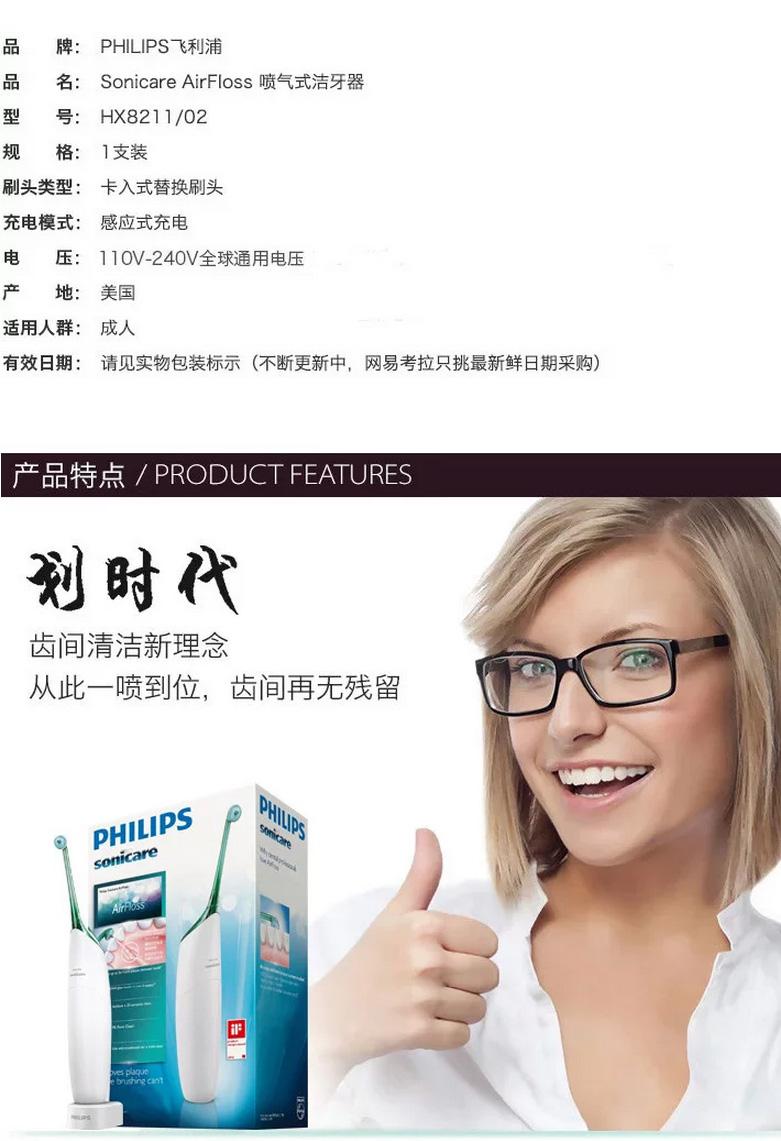 品 牌： PHILIPS飞利浦
品 名： Sonicare AirFloss 喷气式洁牙器
型 号： HX8211/02
规 格： 1支装
刷头类型： 卡入式替换刷头
充电模式： 感应式充电
电 压： 110V-240V全球通用电压
产 地： 美国
适用人群： 成人
有效日期： 请见实物包装标示（不断更新中，网易考拉只挑最新鲜日期采购）
产品特点 / PRODUCT FEATURES
划时代
齿间清洁新理念
从此一喷到位，齿间再无残留
PHILIPS
sonicare
PHILIPS
sonicare
AirFloss
iF
oves plaque
e brushing can't
PHILIPS